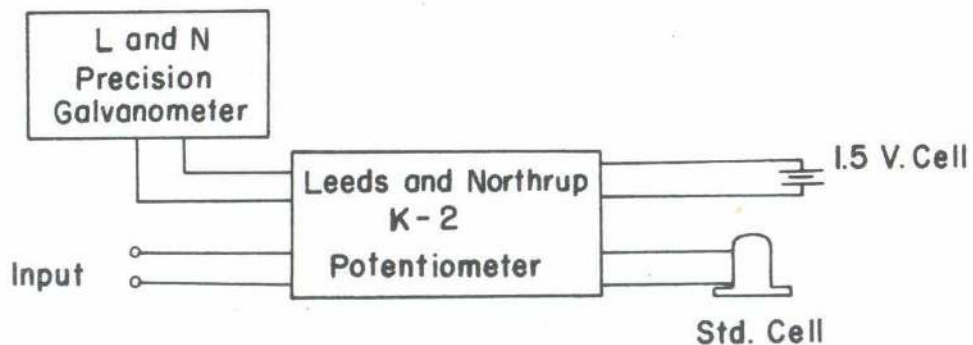 L and N
Precision
Galvanometer
1.5 V. Cell
Leeds and Northrup
K-2
Potentiometer
Input
Std. Cell